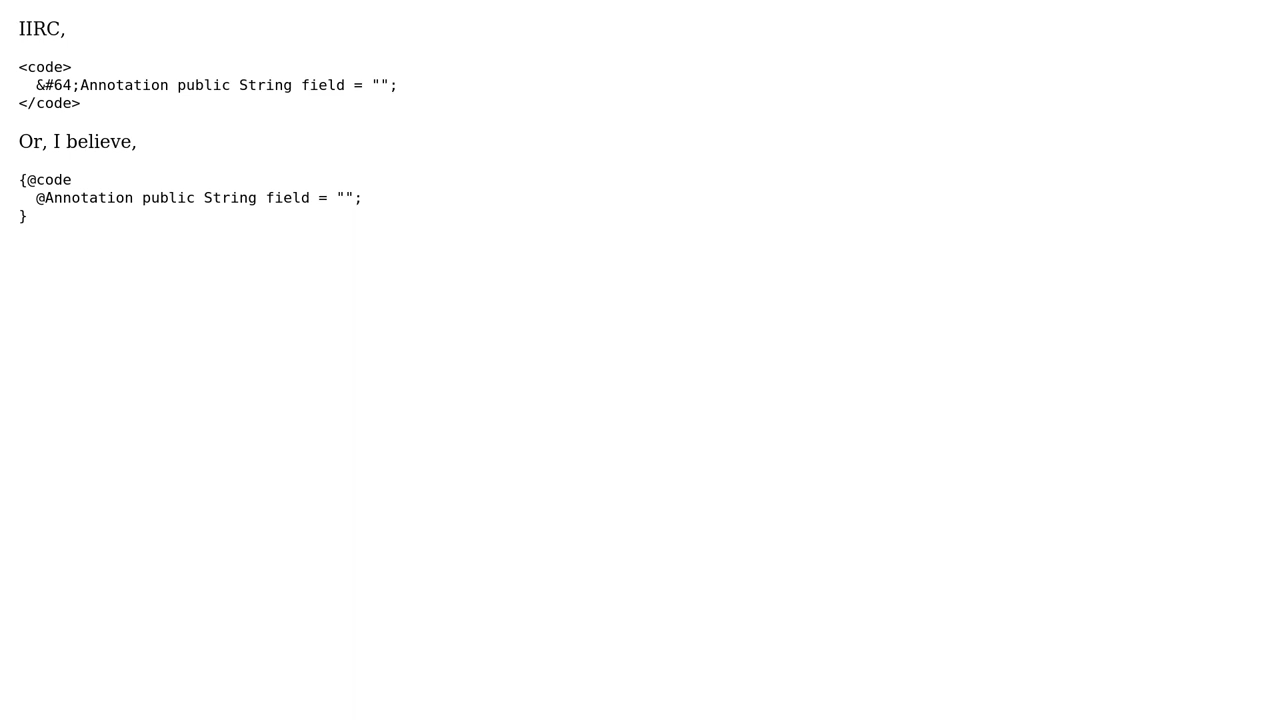 IIRC,
<code>
  &#64;Annotation public String field = "";
</code>
Or, I believe,
{@code
  @Annotation public String field = "";
}